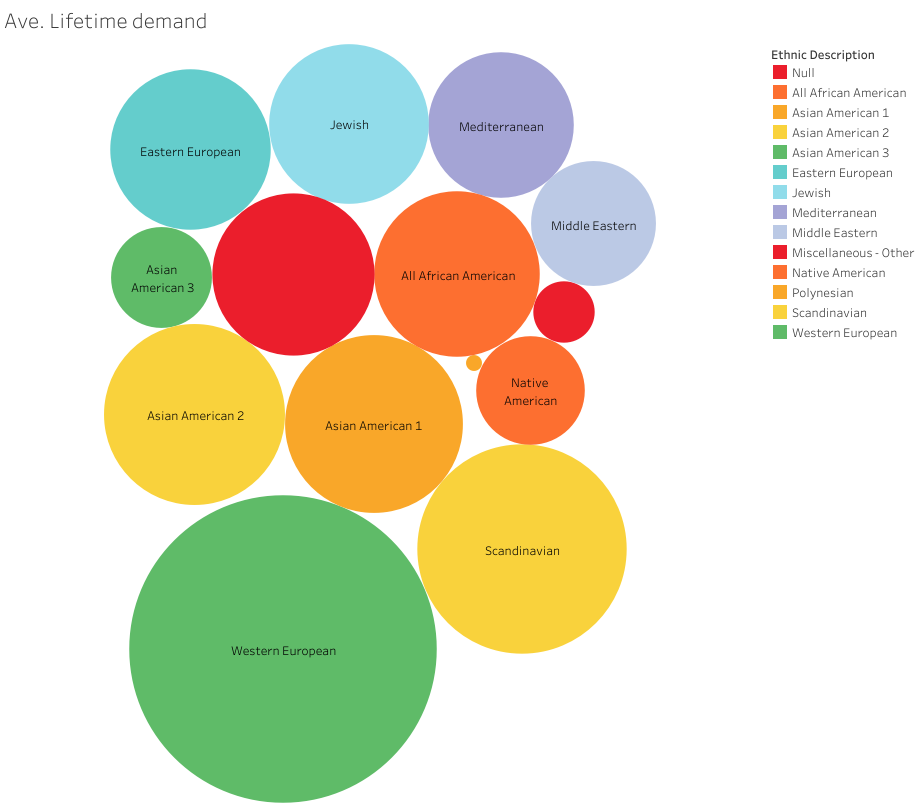 Ave. Lifetime demand
Eastern European
Jewish
Mediterranean
Middle Eastern
Asian
American 3
All African American
Native
American
Asian American 2
Asian American 1
Scandinavian
Western European
Ethnic Description
Null
All African American
Asian American 1
Asian American 2
Asian American 3
Eastern European
Jewish
Mediterranean
Middle Eastern
Miscellaneous - Other
Native American
Polynesian
Scandinavian
Western European